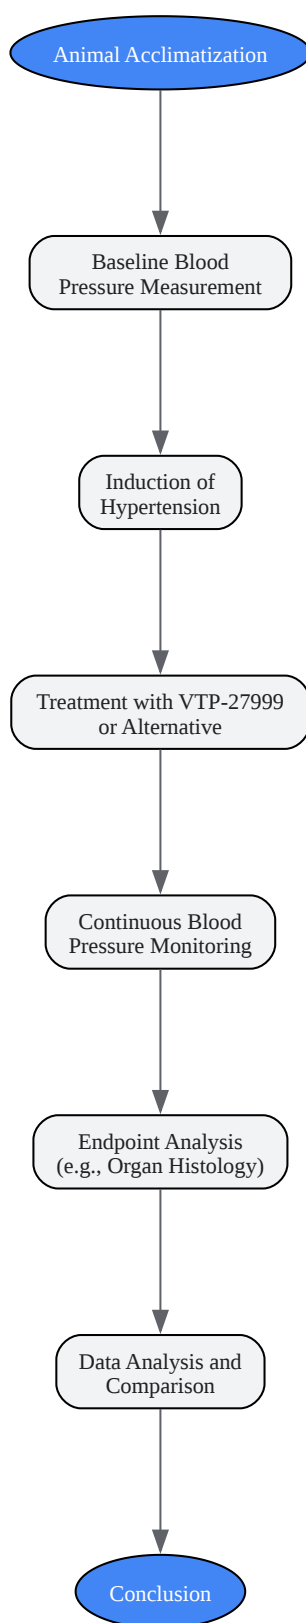 Animal Acclimatization
Baseline Blood
Pressure Measurement
Induction of
Hypertension
Treatment with VTP-27999
or Alternative
Continuous Blood
Pressure Monitoring
Endpoint Analysis
(e.g., Organ Histology)
Data Analysis and
Comparison
Conclusion